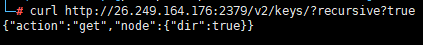 └─# curl http://26.249.164.176:2379/v2/keys/?recursive?true
{"action":"get","node":{"dir":true}}